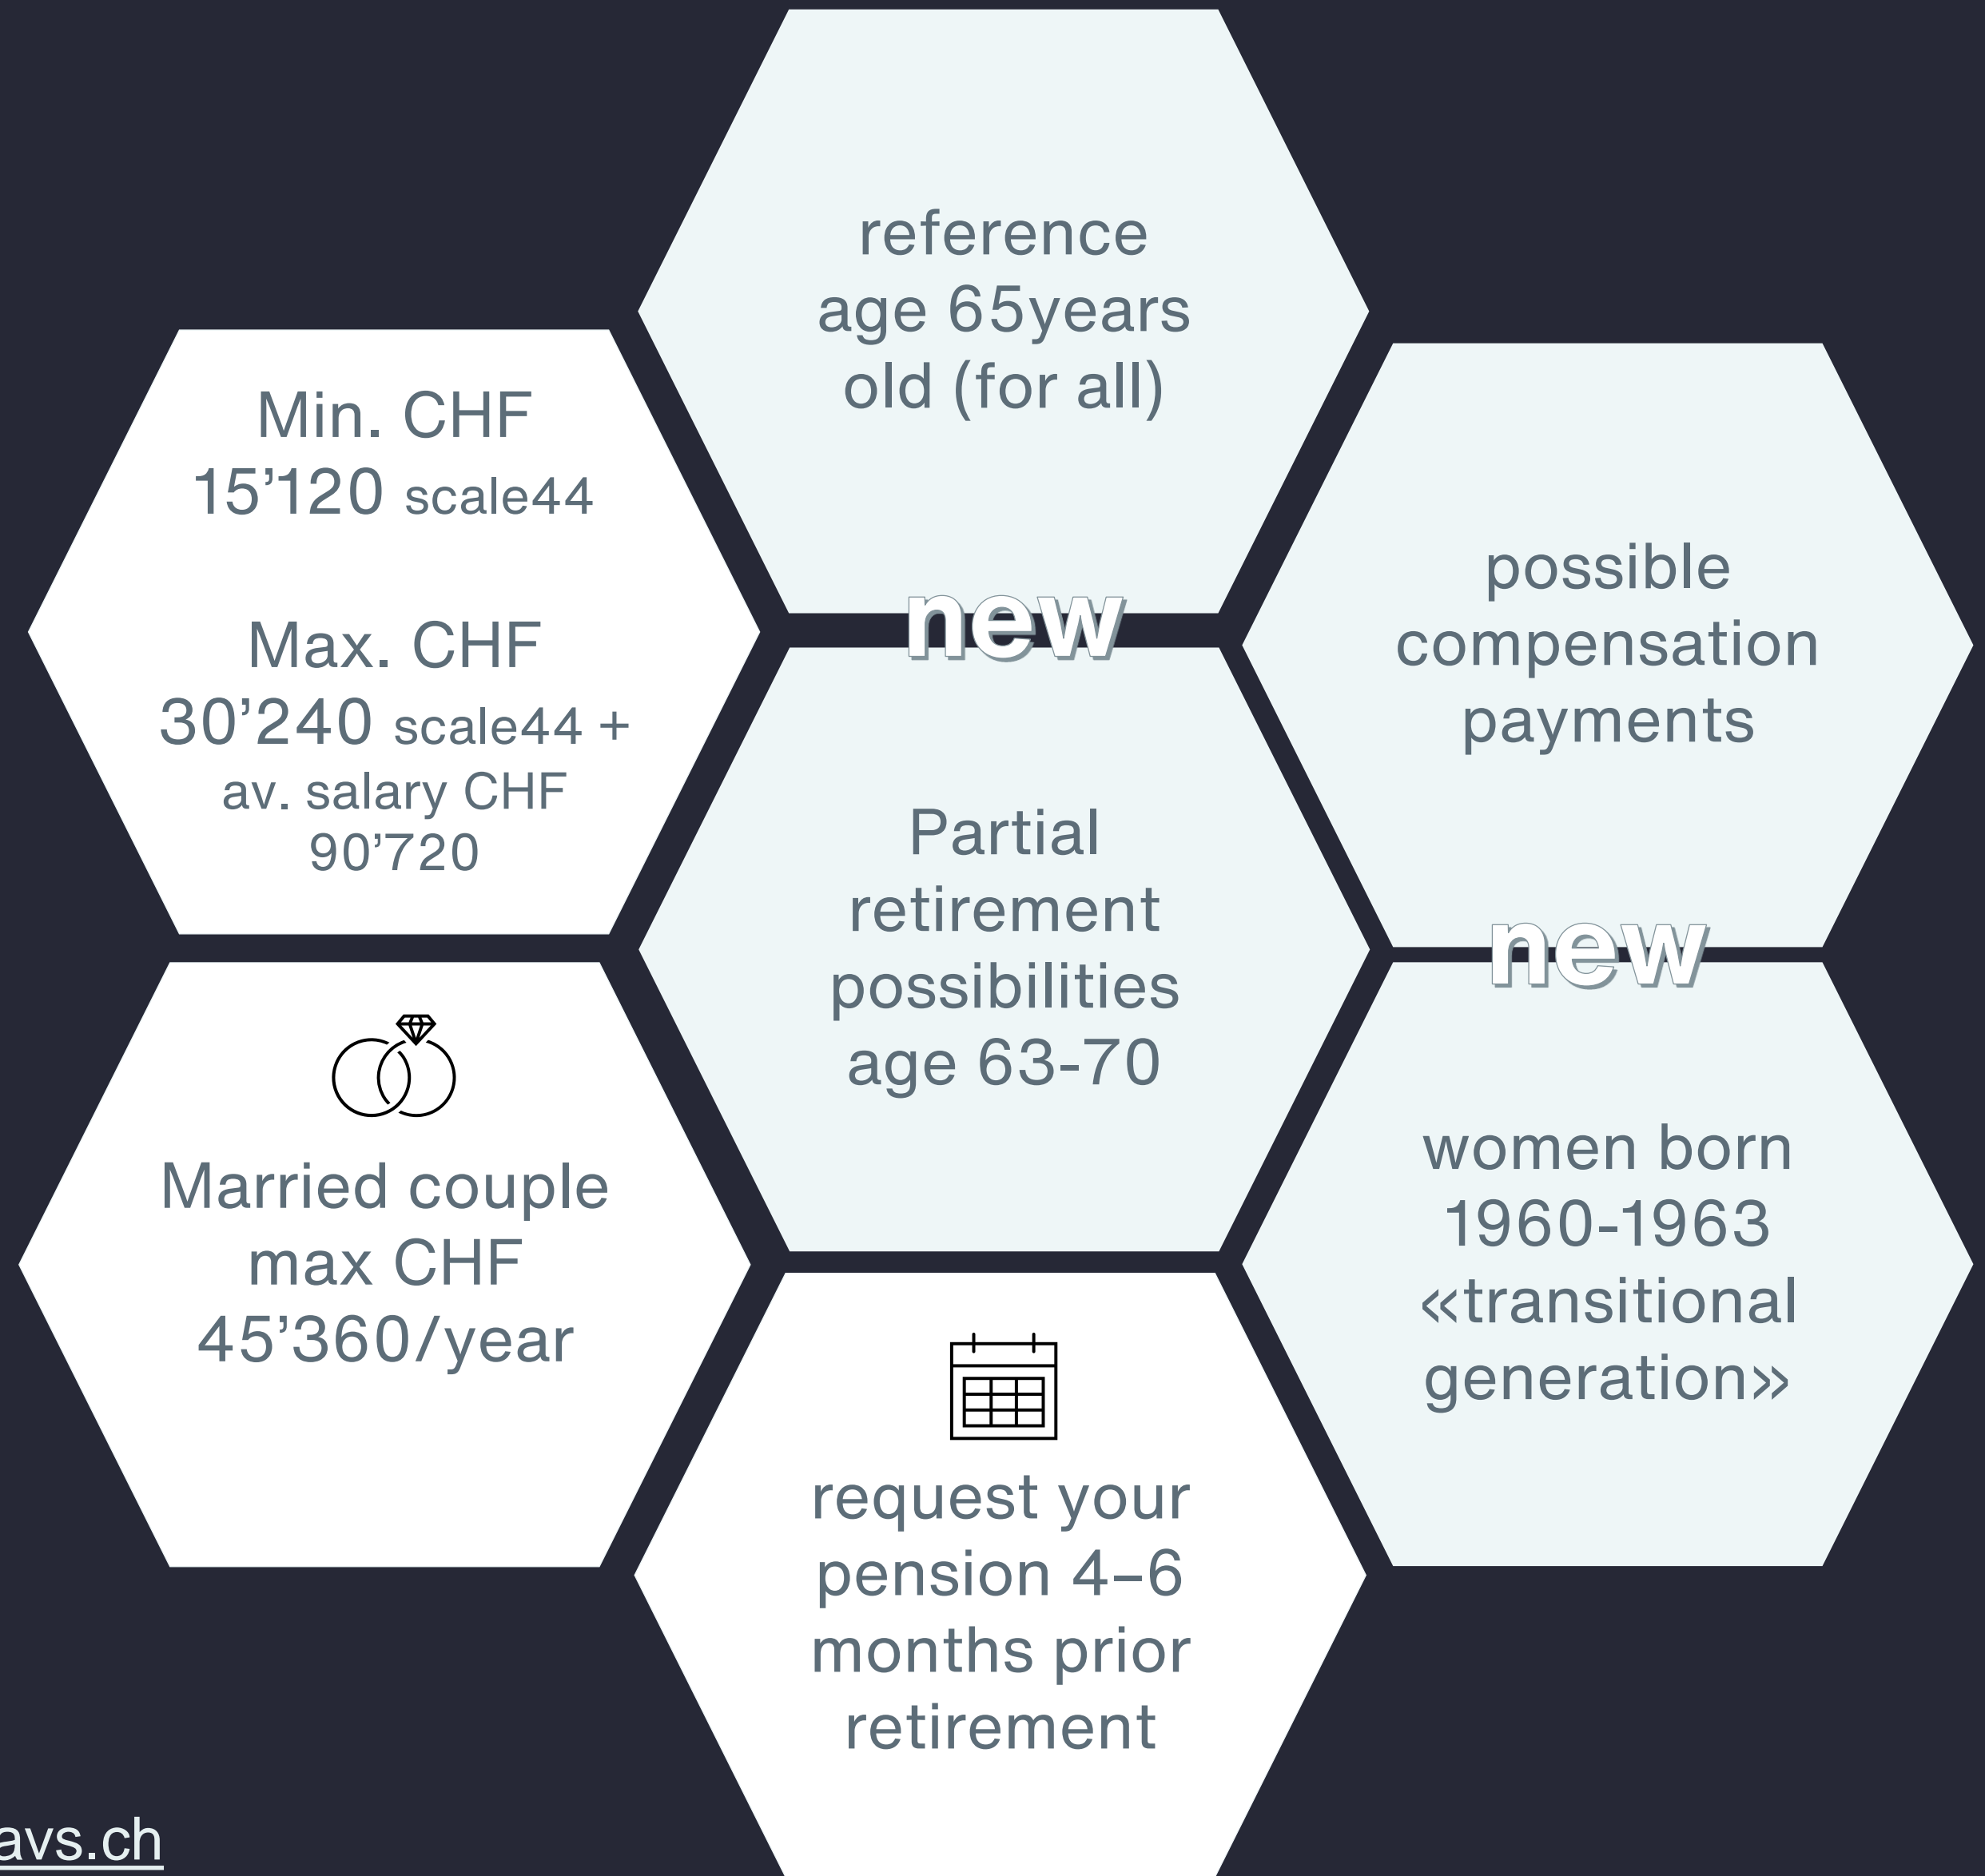 reference
age 65years
old (for all)
Min. CHF
15’120 scale44
Max. CHF
30’240 scale44 +
av. salary CHF
90’720
possible
compensation
payments
new
Partial
retirement
possibilities
age 63-70
new
Married couple
max CHF
45’360/year
women born
1960-1963
«transitional
generation»
request your
pension 4–6
months prior
retirement
avs.ch